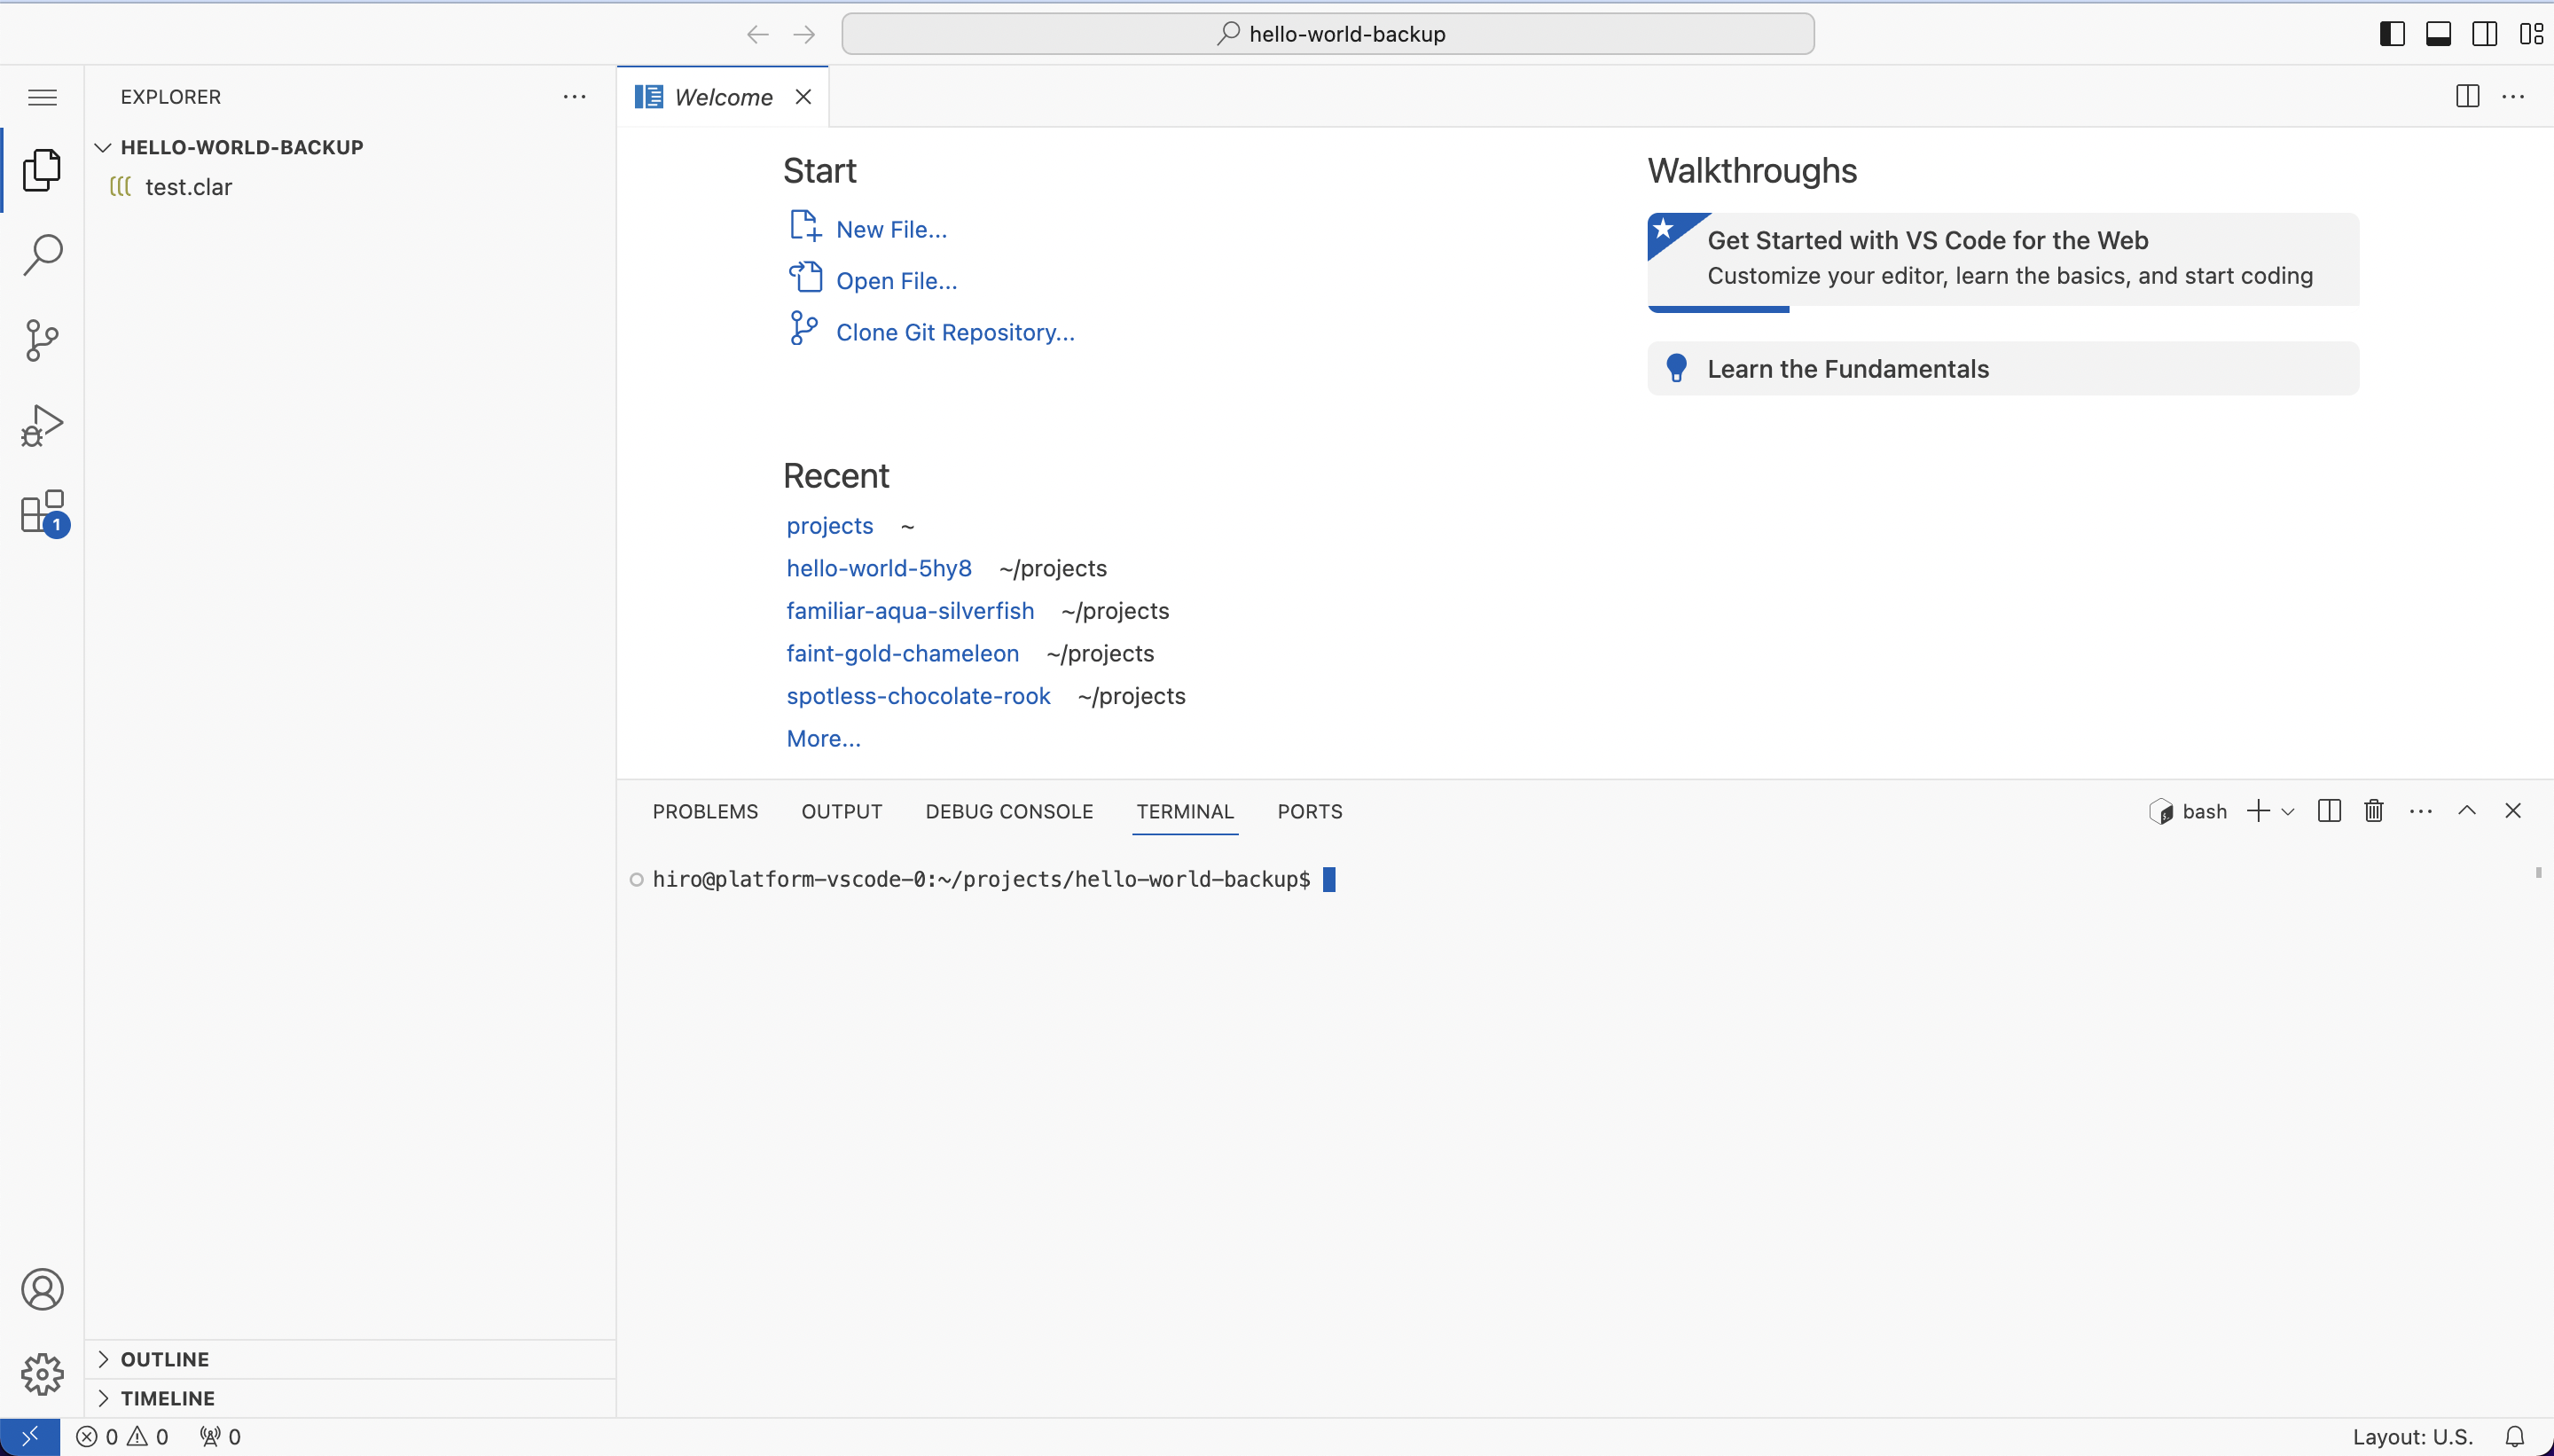 hello-world-backup
EXPLORER
HELLO-WORLD-BACKUP
test.clar
1
OUTLINE
TIMELINE
Welcome
Start
New File...
Open File...
Clone Git Repository...
Recent
projects ~
hello-world-5hy8 ~/projects
familiar-aqua-silverfish ~/projects
faint-gold-chameleon ~/projects
spotless-chocolate-rook ~/projects
More...
Walkthroughs
Get Started with VS Code for the Web
Customize your editor, learn the basics, and start coding
Learn the Fundamentals
PROBLEMS OUTPUT DEBUG CONSOLE TERMINAL PORTS bash
hiro@platform-vscode-0:~/projects/hello-world-backup$
0 0 0 Layout: U.S.